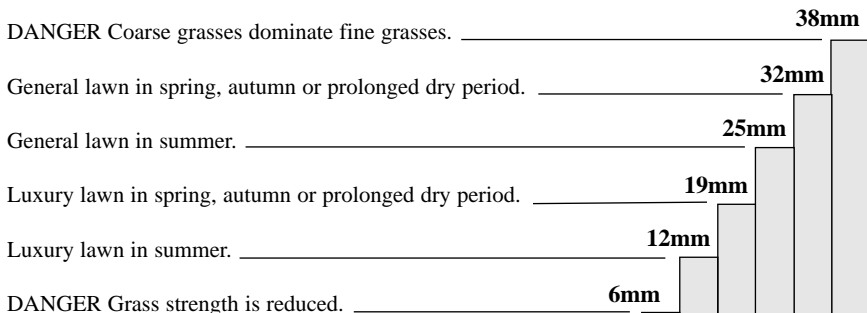 38mm
DANGER Coarse grasses dominate fine grasses.
32mm
General lawn in spring, autumn or prolonged dry period.
25mm
General lawn in summer.
19mm
Luxury lawn in spring, autumn or prolonged dry period.
12mm
Luxury lawn in summer.
6mm
DANGER Grass strength is reduced.